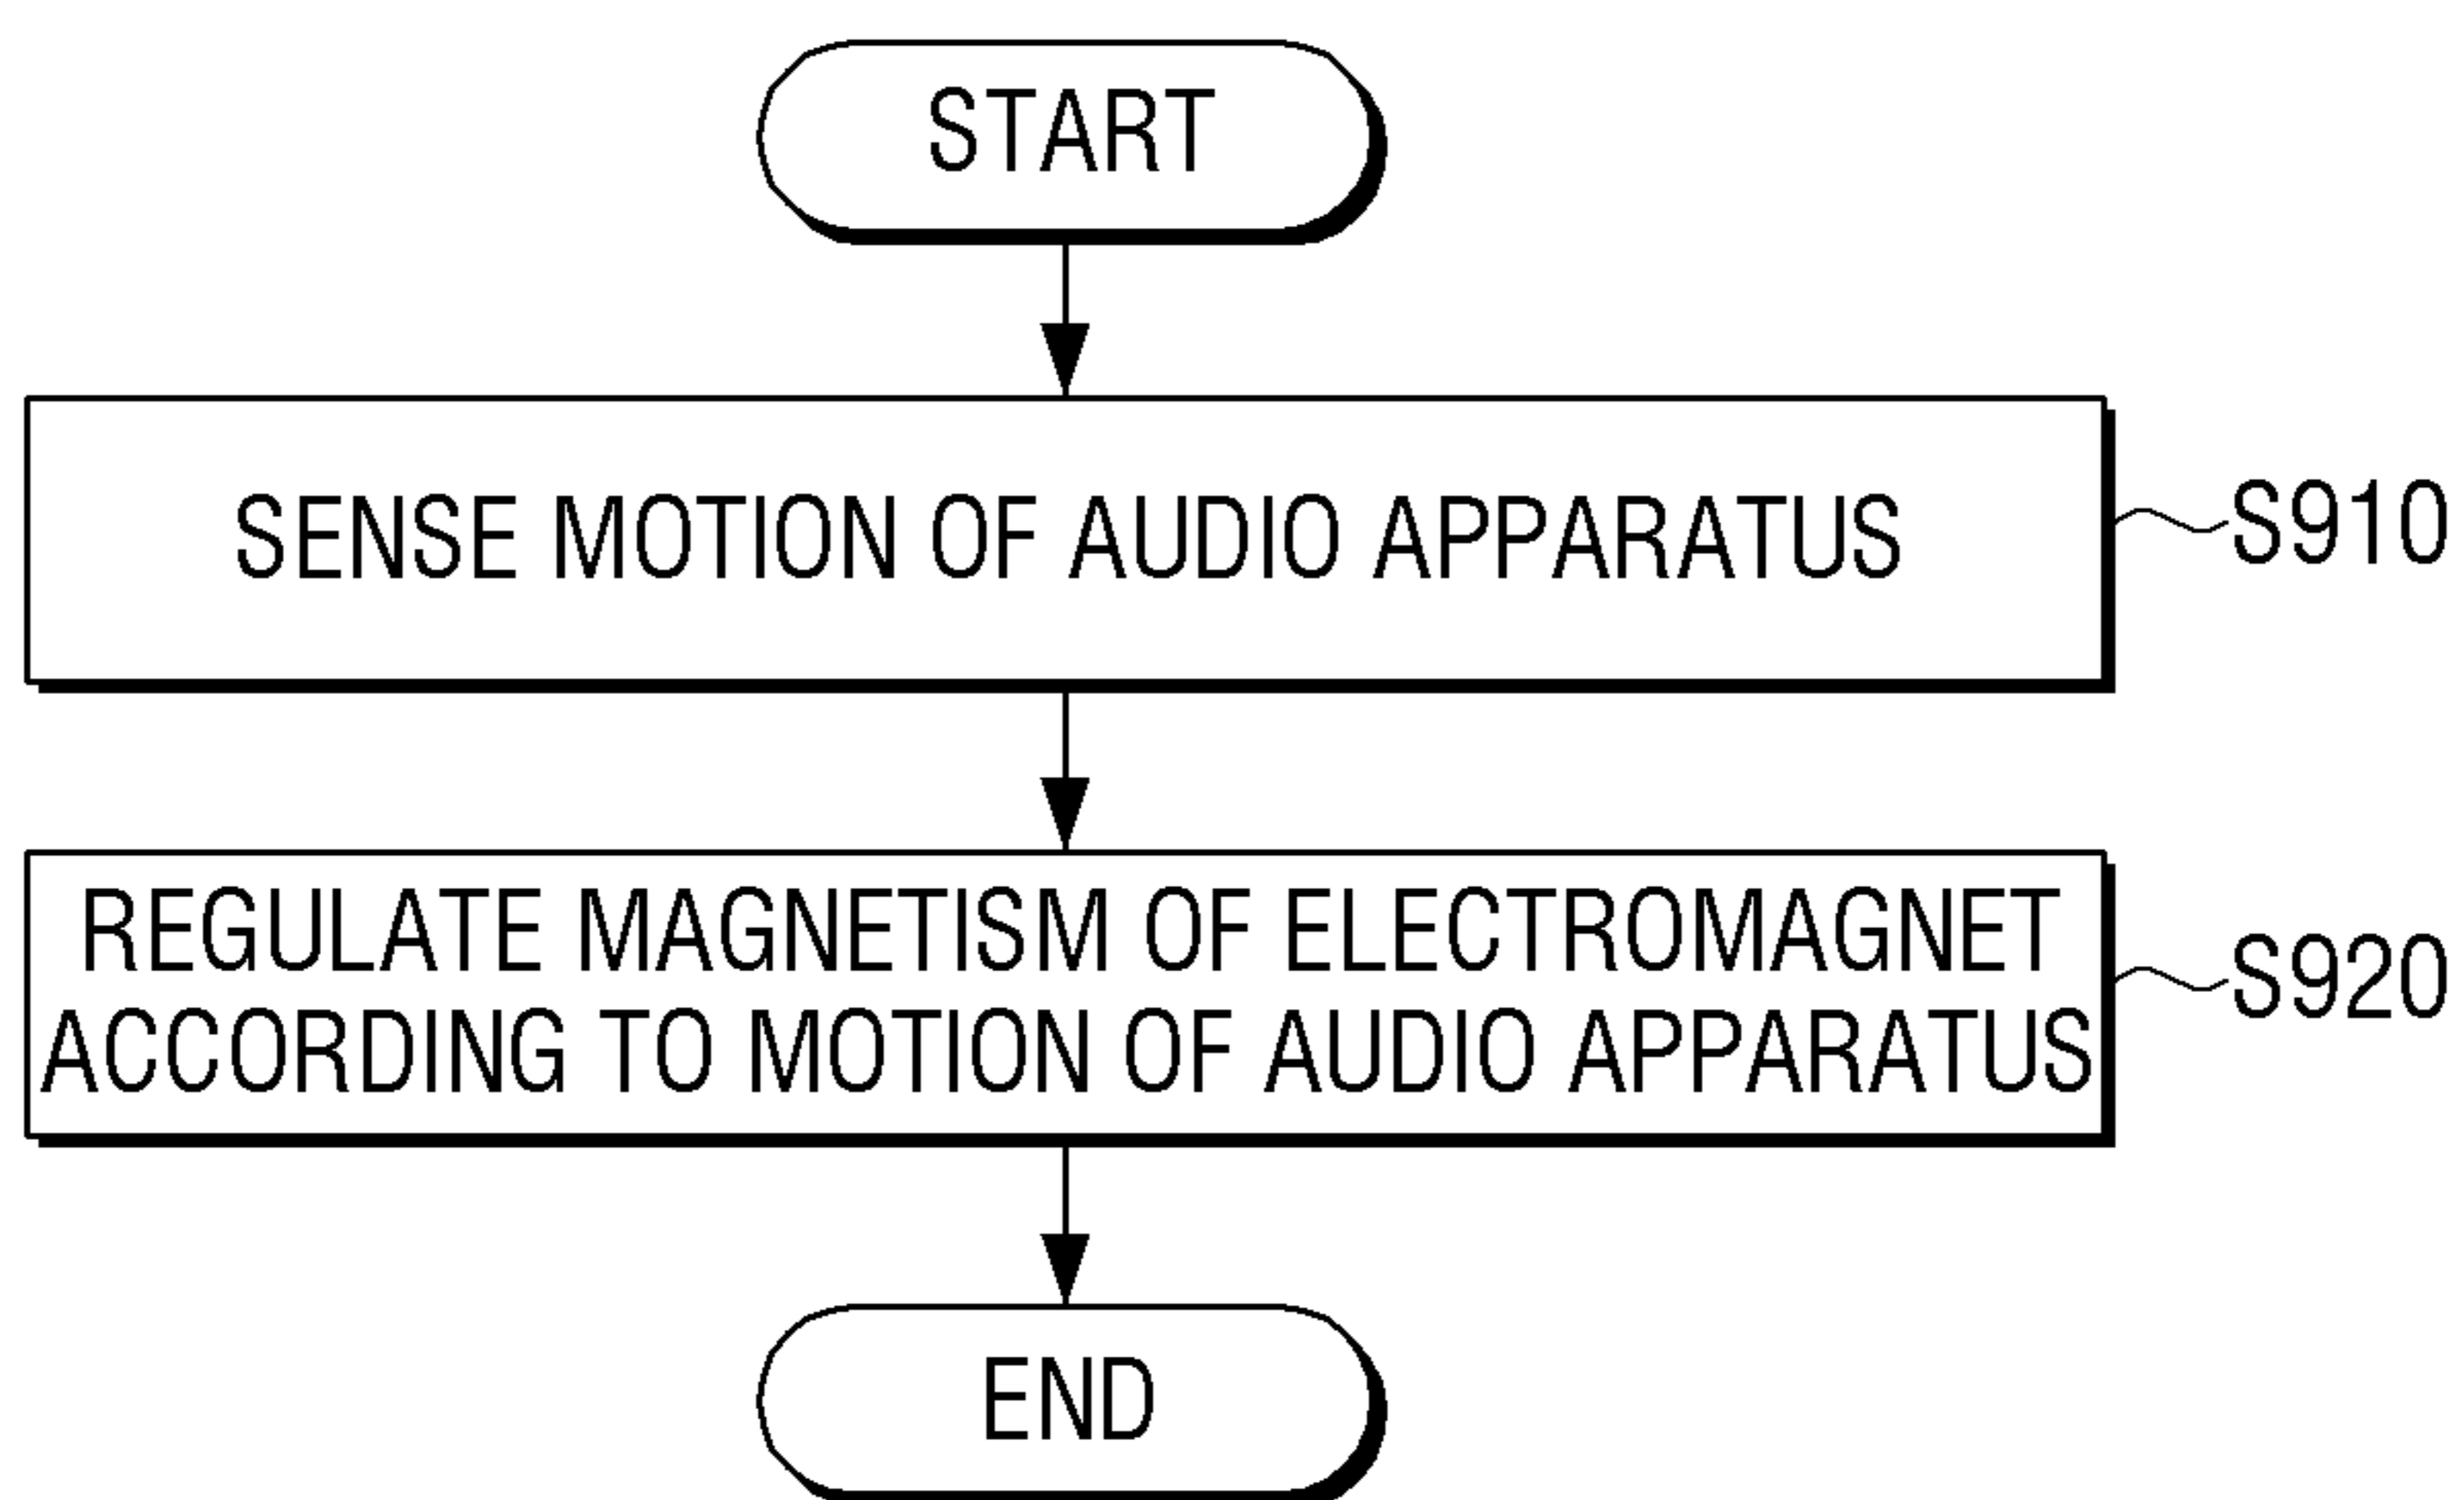 START
SENSE MOTION OF AUDIO APPARATUS
S910
REGULATE MAGNETISM OF ELECTROMAGNET
ACCORDING TO MOTION OF AUDIO APPARATUS
S920
END